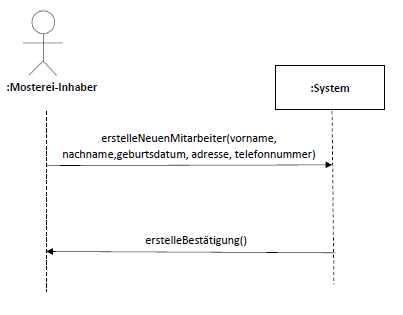 :Mosterei-Inhaber
:System
erstelleNeuenMitarbeiter(vorname,
nachname,geburtsdatum, adresse, telefonnummer)
erstelleBestätigung()